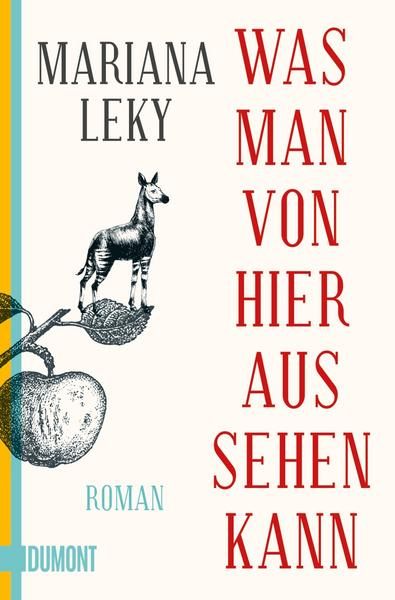 MARIANA
LEKY
WAS
MAN
VON
HIER
AUS
SEHEN
KANN
ROMAN
DUMONT